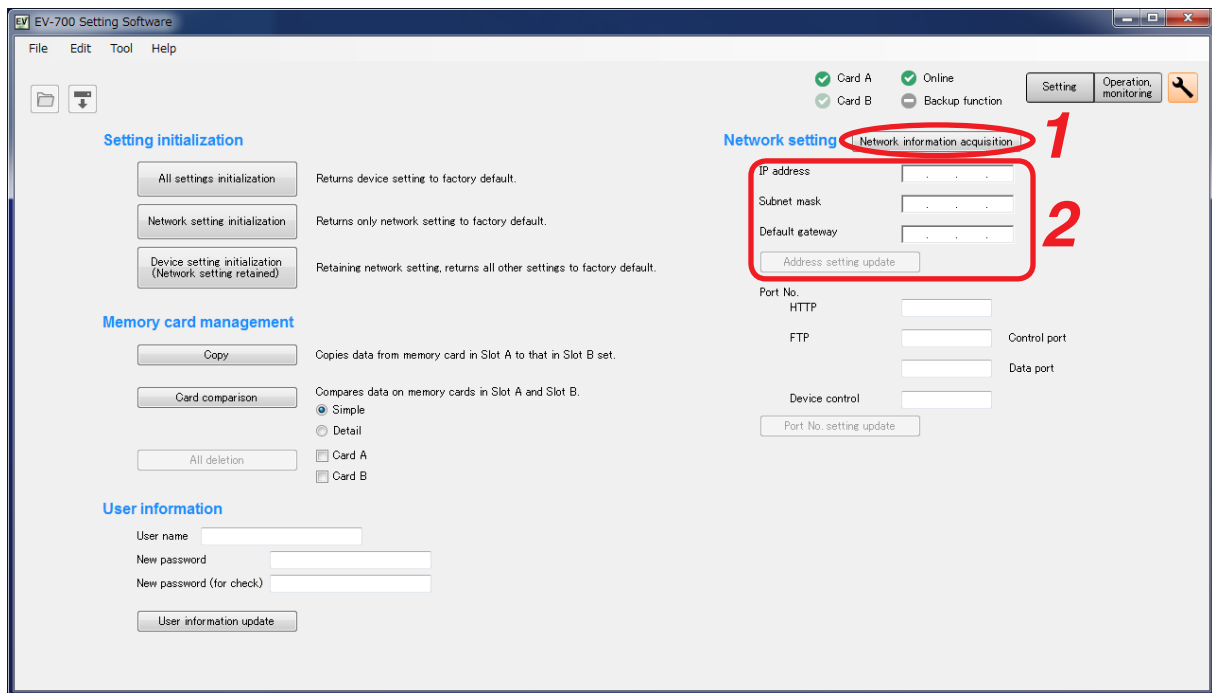 EV EV-700 Setting Software
File Edit Tool Help
Card A Online
Card B Backup function
Setting
Operation,
monitoring
Setting initialization
All settings initialization Returns device setting to factory default.
Network setting initialization Returns only network setting to factory default.
Device setting initialization
(Network setting retained)
Retaining network setting, returns all other settings to factory default.
Memory card management
Copy Copies data from memory card in Slot A to that in Slot B set.
Card comparison Compares data on memory cards in Slot A and Slot B.
Simple
Detail
All deletion Card A
Card B
User information
User name
New password
New password (for check)
User information update
Network setting Network information acquisition 1
IP address . . .
Subnet mask . . .
2
Default gateway . . .
Address setting update
Port No.
HTTP
FTP Control port
Data port
Device control
Port No. setting update